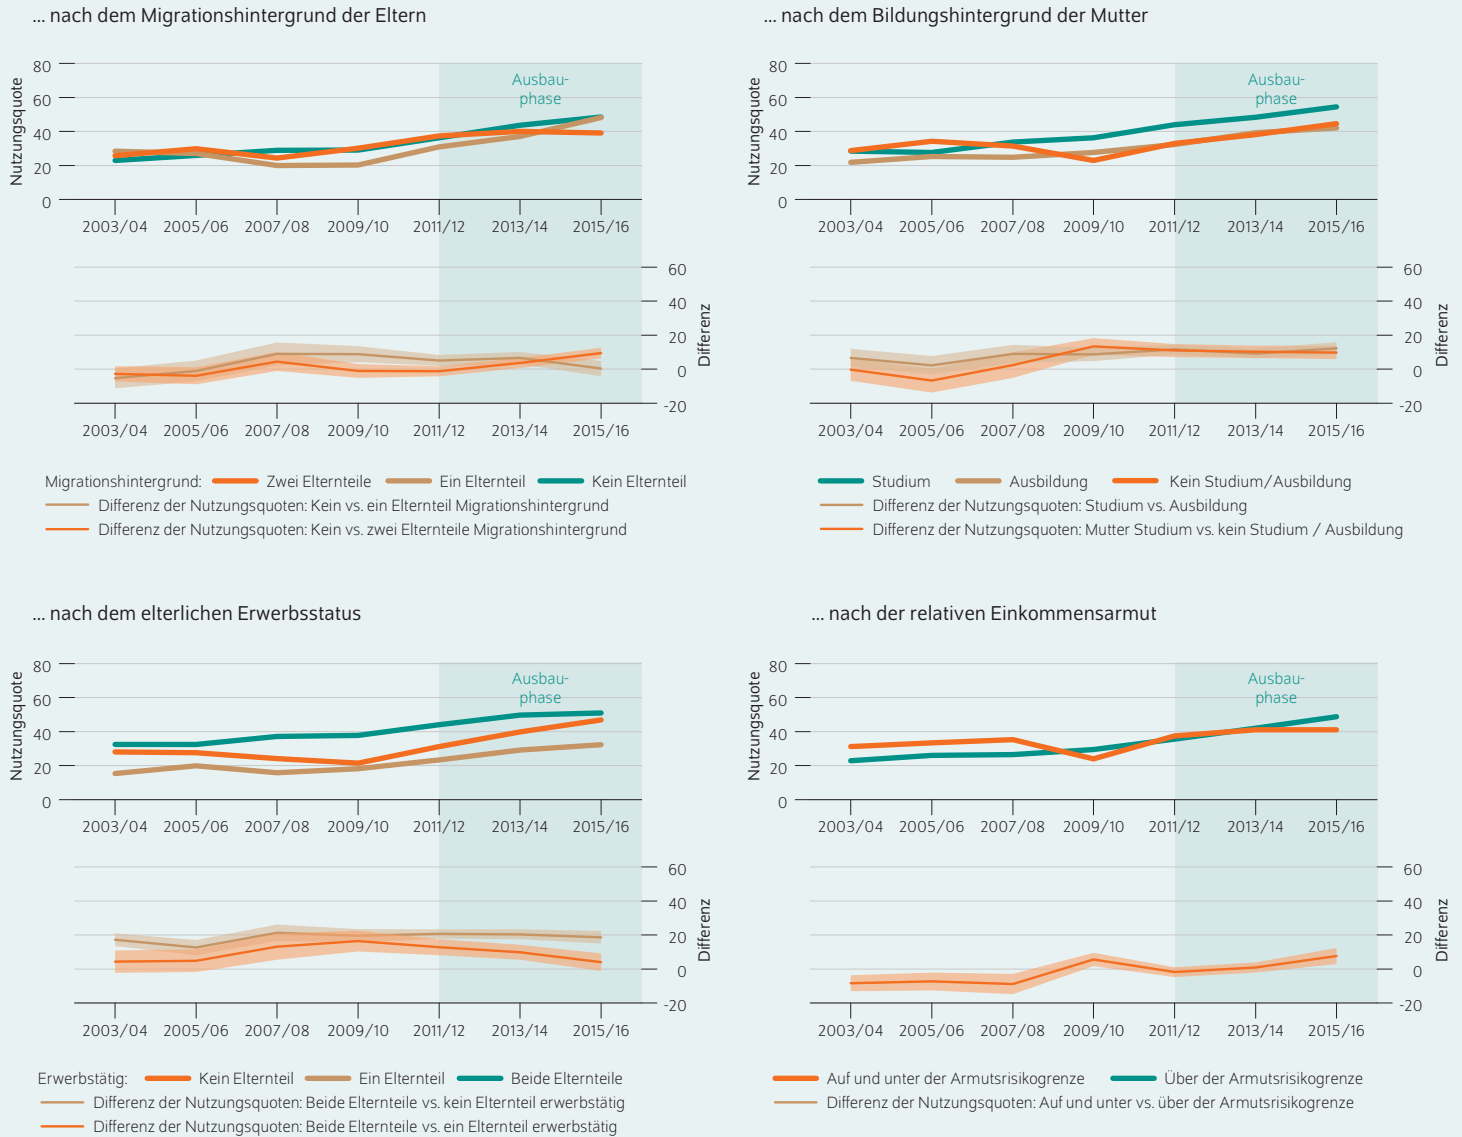 ... nach dem Migrationshintergrund der Eltern
Nutzungsquote
80
60
40
20
0
Ausbau-
phase
2003/04 2005/06 2007/08 2009/10 2011/12 2013/14 2015/16
60
40
20
0
-20
Differenz
2003/04 2005/06 2007/08 2009/10 2011/12 2013/14 2015/16
Migrationshintergrund: Zwei Elternteile Ein Elternteil Kein Elternteil
Differenz der Nutzungsquoten: Kein vs. ein Elternteil Migrationshintergrund
Differenz der Nutzungsquoten: Kein vs. zwei Elternteile Migrationshintergrund
... nach dem Bildungshintergrund der Mutter
Nutzungsquote
80
60
40
20
0
Ausbau-
phase
2003/04 2005/06 2007/08 2009/10 2011/12 2013/14 2015/16
60
40
20
0
-20
Differenz
2003/04 2005/06 2007/08 2009/10 2011/12 2013/14 2015/16
Studium Ausbildung Kein Studium/Ausbildung
Differenz der Nutzungsquoten: Studium vs. Ausbildung
Differenz der Nutzungsquoten: Mutter Studium vs. kein Studium / Ausbildung
... nach dem elterlichen Erwerbsstatus
Nutzungsquote
80
60
40
20
0
Ausbau-
phase
2003/04 2005/06 2007/08 2009/10 2011/12 2013/14 2015/16
60
40
20
0
-20
Differenz
2003/04 2005/06 2007/08 2009/10 2011/12 2013/14 2015/16
Erwerbstätig: Kein Elternteil Ein Elternteil Beide Elternteile
Differenz der Nutzungsquoten: Beide Elternteile vs. kein Elternteil erwerbstätig
Differenz der Nutzungsquoten: Beide Elternteile vs. ein Elternteil erwerbstätig
... nach der relativen Einkommensarmut
Nutzungsquote
80
60
40
20
0
Ausbau-
phase
2003/04 2005/06 2007/08 2009/10 2011/12 2013/14 2015/16
60
40
20
0
-20
Differenz
2003/04 2005/06 2007/08 2009/10 2011/12 2013/14 2015/16
Auf und unter der Armutsrisikogrenze Über der Armutsrisikogrenze
Differenz der Nutzungsquoten: Auf und unter vs. über der Armutsrisikogrenze